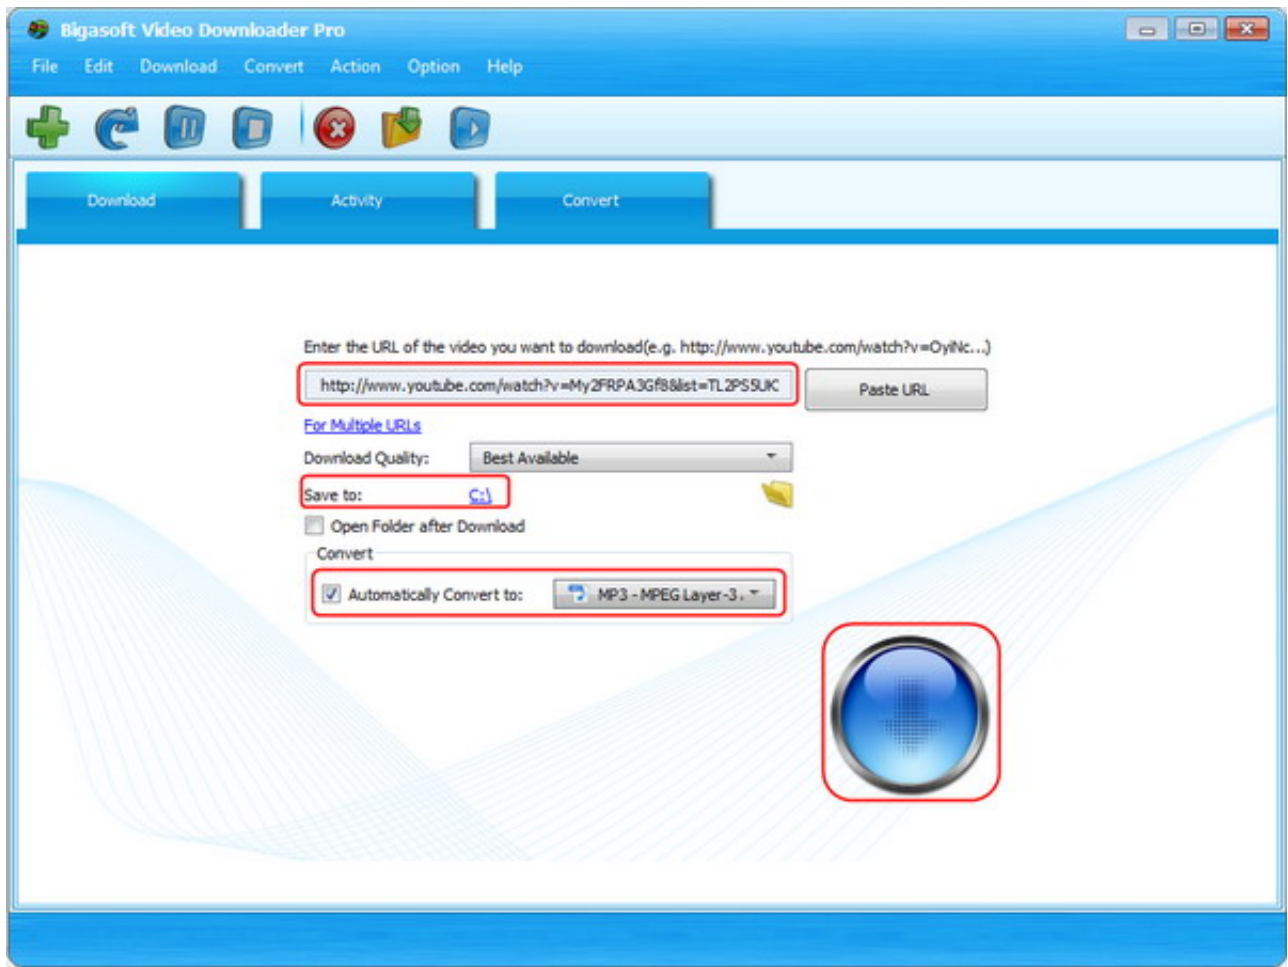 Bigasoft Video Downloader Pro
File Edit Download Convert Action Option Help
Download Activity Convert
Enter the URL of the video you want to download(e.g. http://www.youtube.com/watch?v=OyiNc...)
http://www.youtube.com/watch?v=My2FRPA3Gf8&list=TL2PS5UK Paste URL
For Multiple URLs
Download Quality: Best Available
Save to: C:\
Open Folder after Download
Convert
Automatically Convert to: MP3 - MPEG Layer-3 .